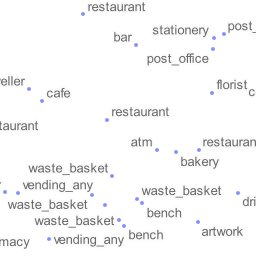 restaurant
stationery
post_
bar
post_office
eller
florist
cafe
c
restaurant
taurant
atm
restauran
bakery
waste_basket
vending_any
waste_basket
waste_basket
bench
dri
waste_basket
artwork
macy
vending_any
bench